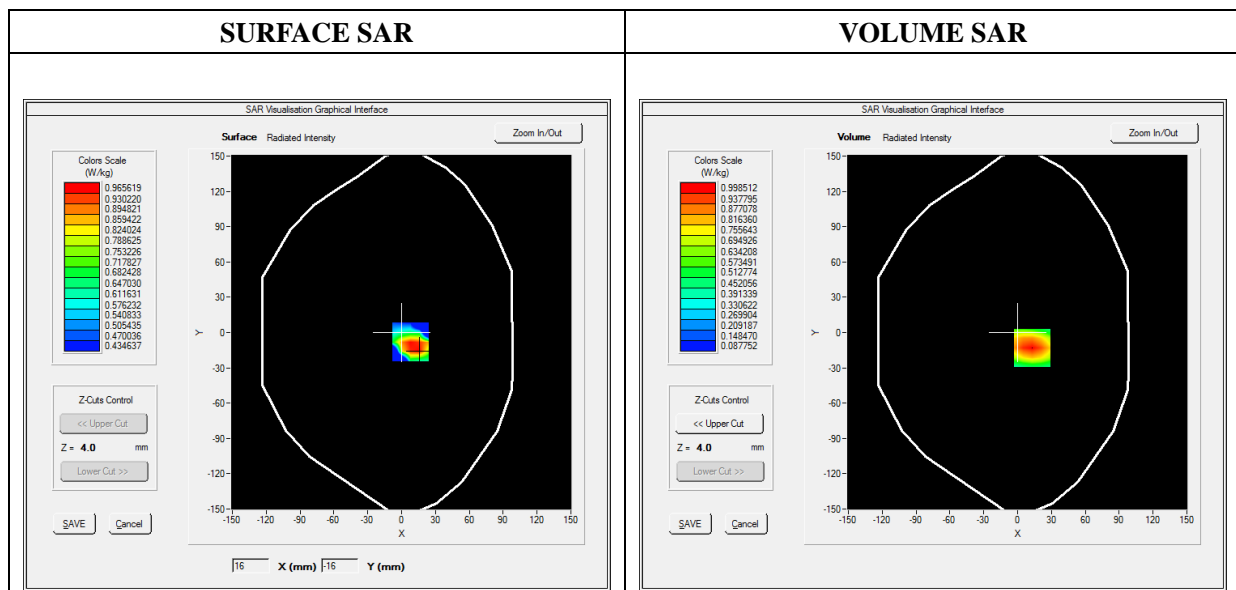 SURFACE SAR
VOLUME SAR
SAR Visualisation Graphical Interface
Surface Radiated Intensity
Zoom In/Out
Colors Scale
(W/kg)
0.965619
0.930220
0.894821
0.859422
0.824024
0.788625
0.753226
0.717827
0.682428
0.647030
0.611631
0.576232
0.540833
0.505435
0.470036
0.434637
Z-Cuts Control
<< Upper Cut
Z = 4.0 mm
Lower Cut >>
SAVE Cancel
150
120
90
60
30
0
-30
-60
-90
-120
-150
Y
-150 -120 -90 -60 -30 0 30 60 90 120 150
X
16 X (mm) -16 Y (mm)
SAR Visualisation Graphical Interface
Volume Radiated Intensity
Zoom In/Out
Colors Scale
(W/kg)
0.998512
0.937795
0.877078
0.816360
0.755643
0.694926
0.634208
0.573491
0.512774
0.452056
0.391339
0.330622
0.269904
0.209187
0.148470
0.087752
Z-Cuts Control
<< Upper Cut
Z = 4.0 mm
Lower Cut >>
SAVE Cancel
150
120
90
60
30
0
-30
-60
-90
-120
-150
Y
-150 -120 -90 -60 -30 0 30 60 90 120 150
X